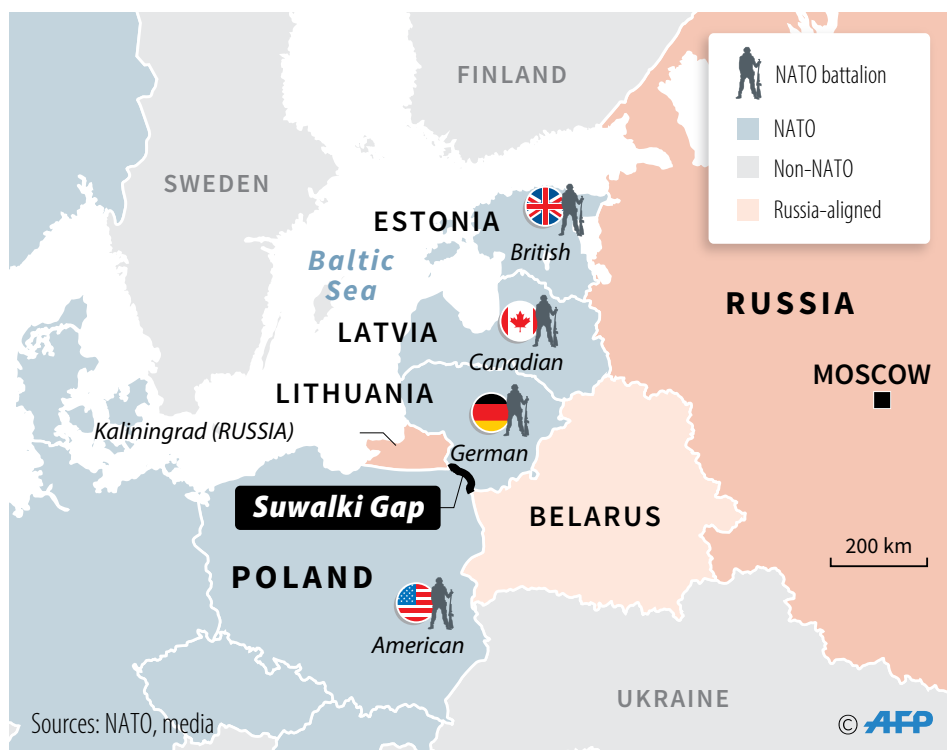 FINLAND
NATO battalion
NATO
Non-NATO
Russia-aligned
SWEDEN
ESTONIA
British
Baltic
Sea
RUSSIA
LATVIA
Canadian
MOSCOW
LITHUANIA
Kaliningrad (RUSSIA)
German
Suwalki Gap
BELARUS
200 km
POLAND
American
UKRAINE
Sources: NATO, media
© AFP